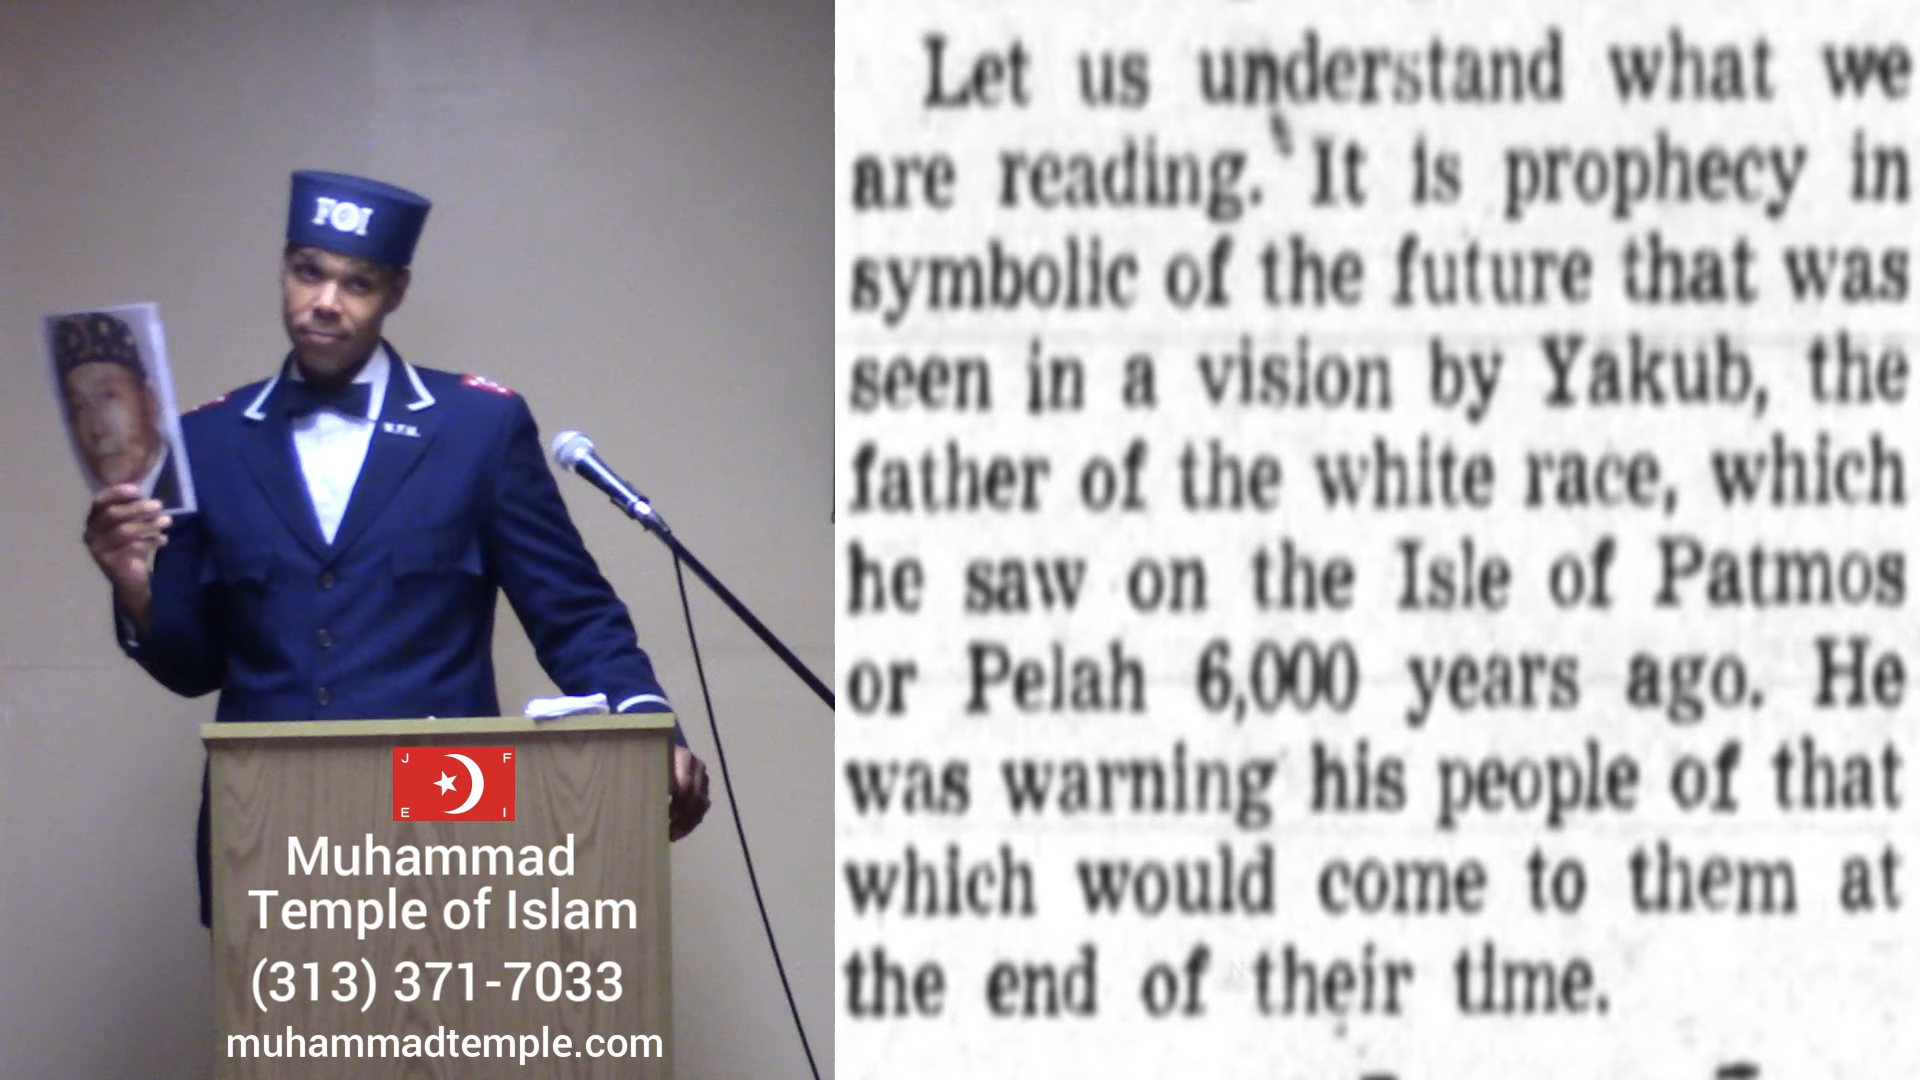 FOI
J F
E I
Muhammad
Temple of Islam
(313) 371-7033
muhammadtemple.com
Let us understand what we
are reading. It is prophecy in
symbolic of the future that was
seen in a vision by Yakub, the
father of the white race, which
he saw on the Isle of Patmos
or Pelah 6,000 years ago. He
was warning his people of that
which would come to them at
the end of their time.